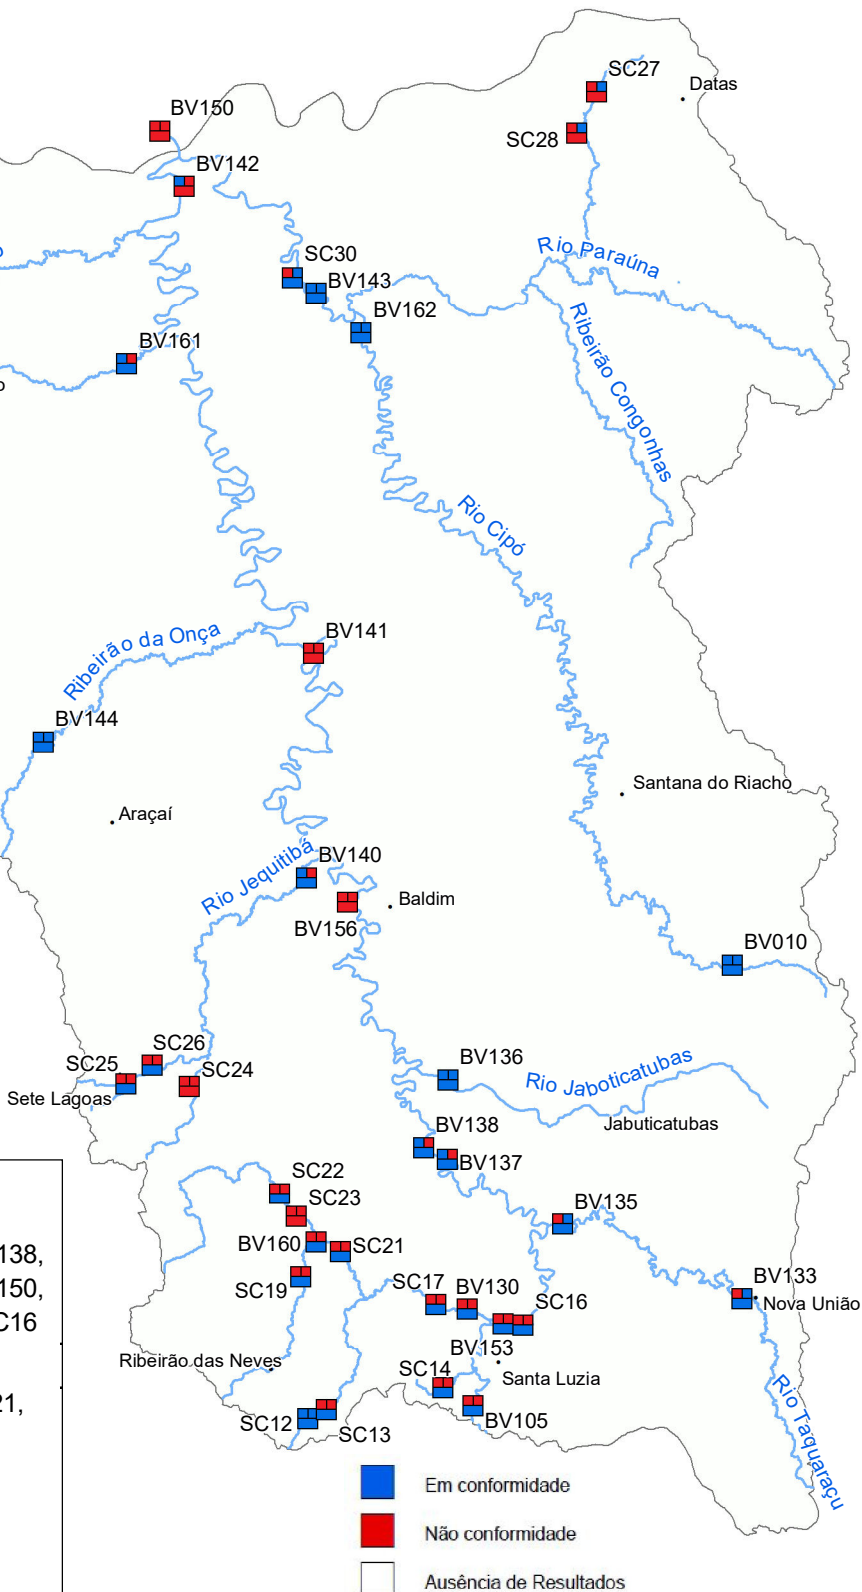 SC27
Datas
BV150
SC28
BV142
Rio Paraúna
SC30
BV143
BV162
Ribeirão Congonhas
BV161
o
o
Rio Cipó
BV141
Ribeirão da Onça
BV144
Santana do Riacho
Araçaí
Rio Jequitibá
BV140
Baldim
BV156
BV010
SC26
SC25
SC24
BV136
Rio Jaboticatubas
Sete Lagoas
Jabuticatubas
BV138
BV137
SC22
SC23
BV135
BV160
SC21
138,
SC19
BV133
150,
SC17
BV130
SC16
Nova União
C16
BV153
Ribeirão das Neves
SC14
Santa Luzia
21,
SC12
SC13
BV105
Rio Taquaraçu
Em conformidade
Não conformidade
Ausência de Resultados